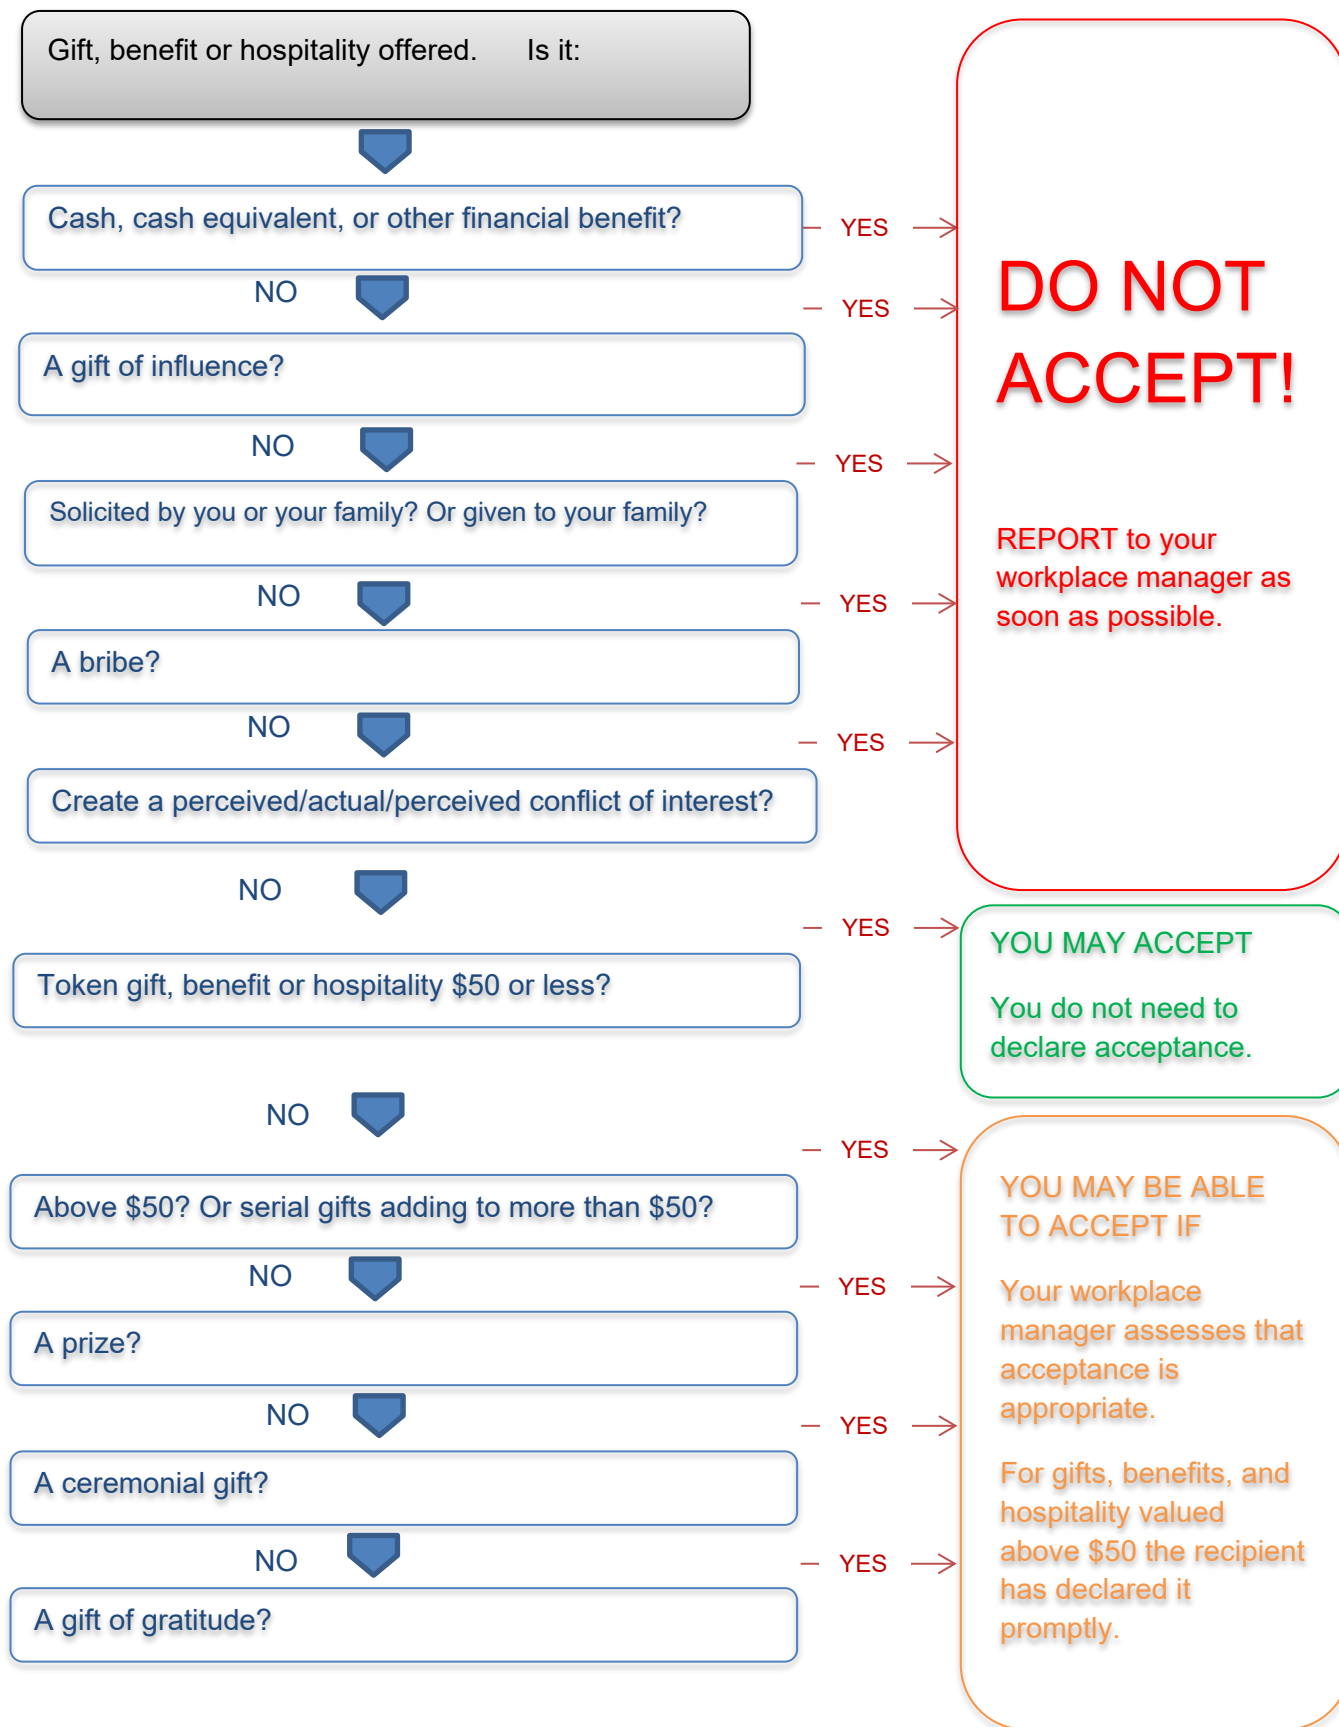 Gift, benefit or hospitality offered. Is it:
Cash, cash equivalent, or other financial benefit?
YES
NO
YES
A gift of influence?
NO
YES
Solicited by you or your family? Or given to your family?
NO
YES
A bribe?
NO
YES
Create a perceived/actual/perceived conflict of interest?
DO NOT
ACCEPT!
REPORT to your
workplace manager as
soon as possible.
NO
YES
Token gift, benefit or hospitality $50 or less?
YOU MAY ACCEPT
You do not need to
declare acceptance.
NO
YES
Above $50? Or serial gifts adding to more than $50?
NO
YES
A prize?
NO
YES
A ceremonial gift?
NO
YES
A gift of gratitude?
YOU MAY BE ABLE
TO ACCEPT IF
Your workplace
manager assesses that
acceptance is
appropriate.
For gifts, benefits, and
hospitality valued
above $50 the recipient
has declared it
promptly.